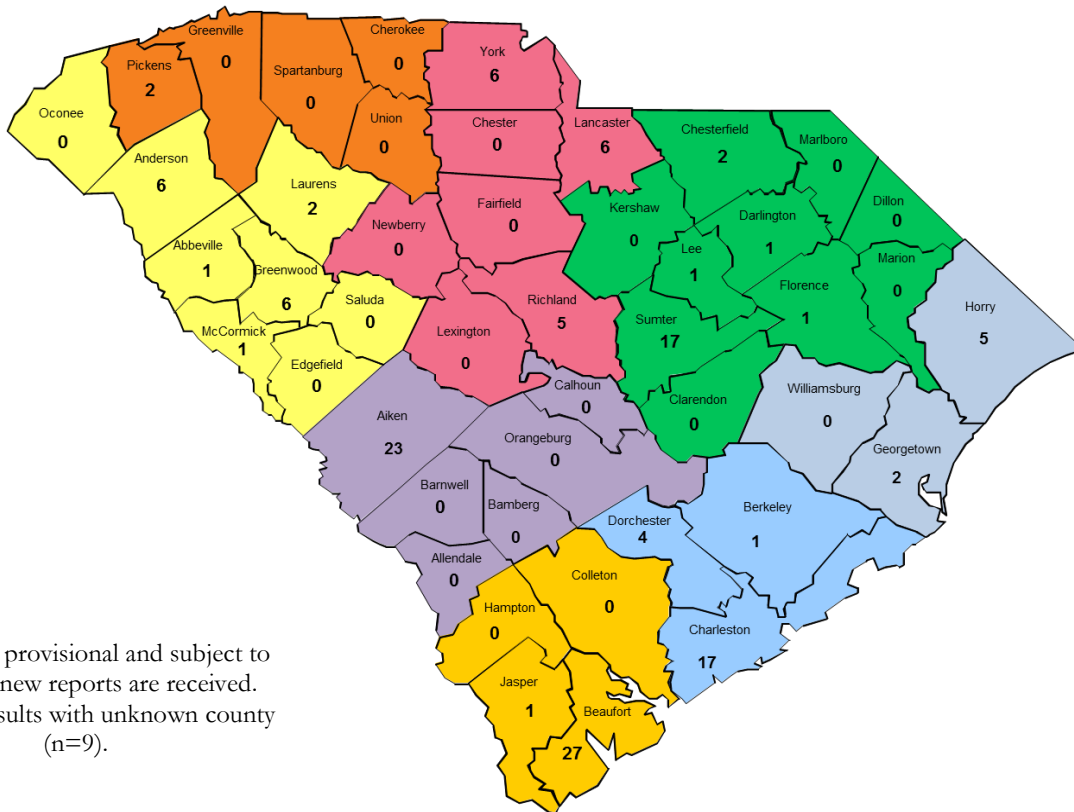 Greenville
0
Cherokee
0
Pickens
2
Spartanburg
0
York
6
Oconee
0
Union
0
Chester
0
Lancaster
6
Chesterfield
2
Marlboro
0
Anderson
6
Laurens
2
Fairfield
0
Kershaw
0
Darlington
1
Dillon
0
Newberry
0
Abbeville
1
Greenwood
6
Lee
1
Marion
0
Saluda
0
Richland
5
Florence
1
Horry
5
McCormick
1
Lexington
0
Sumter
17
Edgefield
0
Calhoun
0
Williamsburg
0
Clarendon
0
Aiken
23
Orangeburg
0
Georgetown
2
Barnwell
0
Bamberg
0
Dorchester
4
Berkeley
1
Allendale
0
Colleton
0
Hampton
0
Charleston
17
Jasper
1
Beaufort
27
provisional and subject to
new reports are received.
sults with unknown county
(n=9).